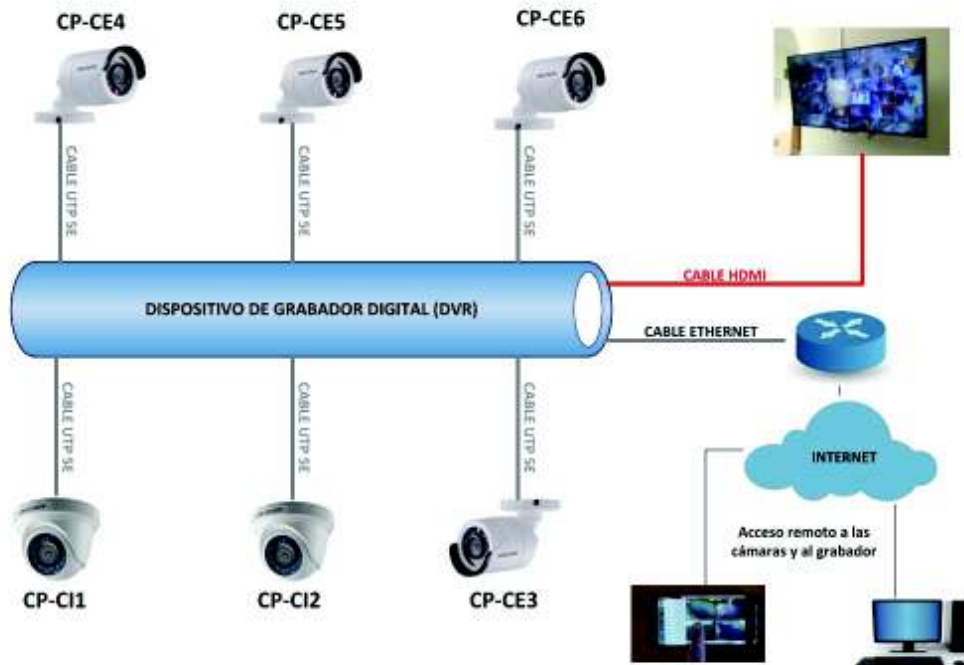 CP-CE4
CP-CE5
CP-CE6
CABLE UTP 5E
CABLE UTP 5E
CABLE UTP 5E
CABLE HDMI
DISPOSITIVO DE GRABADOR DIGITAL (DVR)
CABLE ETHERNET
CABLE UTP 5E
CABLE UTP 5E
CABLE UTP 5E
INTERNET
Acceso remoto a las
cámaras y al grabador
CP-CI1
CP-CI2
CP-CE3